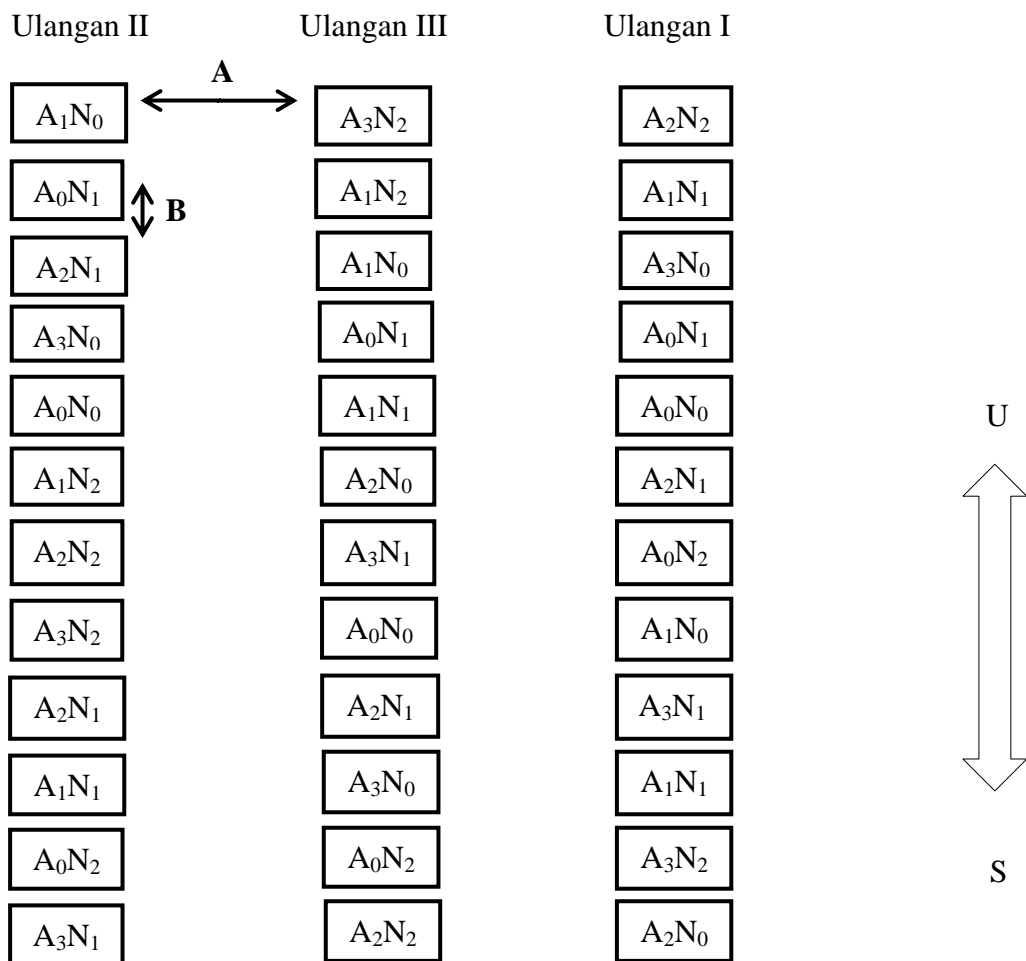 Ulangan II Ulangan III Ulangan I
A
A₁N₀ A₃N₂ A₂N₂
A₀N₁ A₁N₂ A₁N₁
B
A₂N₁ A₁N₀ A₃N₀
A₃N₀ A₀N₁ A₀N₁
A₀N₀ A₁N₁ A₀N₀
U
A₁N₂ A₂N₀ A₂N₁
A₂N₂ A₃N₁ A₀N₂
A₃N₂ A₀N₀ A₁N₀
A₂N₁ A₂N₁ A₃N₁
A₁N₁ A₃N₀ A₁N₁
A₀N₂ A₀N₂ A₃N₂
S
A₃N₁ A₂N₂ A₂N₀